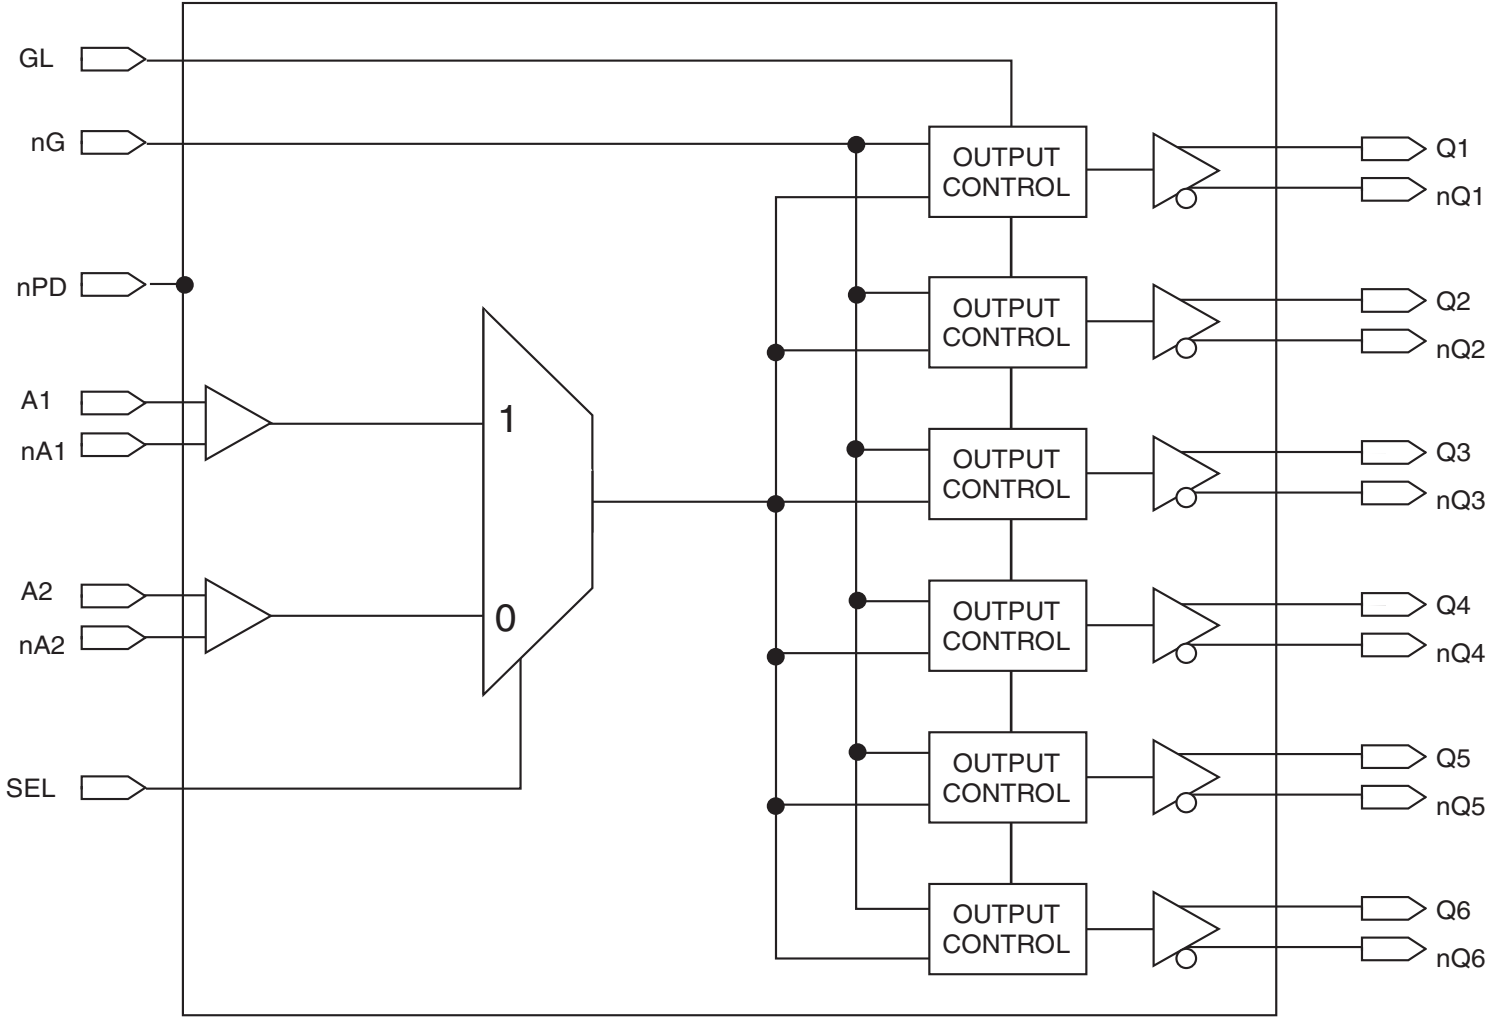 GL
nG
nPD
A1
nA1
A2
nA2
SEL
1
0
OUTPUT
CONTROL
OUTPUT
CONTROL
OUTPUT
CONTROL
OUTPUT
CONTROL
OUTPUT
CONTROL
OUTPUT
CONTROL
Q1
nQ1
Q2
nQ2
Q3
nQ3
Q4
nQ4
Q5
nQ5
Q6
nQ6